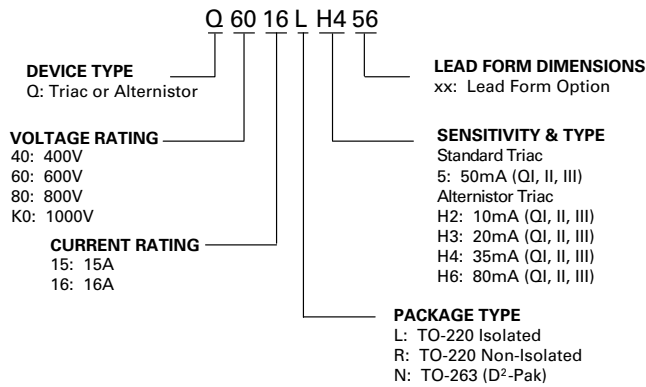 Q 60 16 L H4 56
DEVICE TYPE
Q: Triac or Alternistor
VOLTAGE RATING
40: 400V
60: 600V
80: 800V
K0: 1000V
CURRENT RATING
15: 15A
16: 16A
LEAD FORM DIMENSIONS
xx: Lead Form Option
SENSITIVITY & TYPE
Standard Triac
5: 50mA (QI, II, III)
Alternistor Triac
H2: 10mA (QI, II, III)
H3: 20mA (QI, II, III)
H4: 35mA (QI, II, III)
H6: 80mA (QI, II, III)
PACKAGE TYPE
L: TO-220 Isolated
R: TO-220 Non-Isolated
N: TO-263 (D²-Pak)